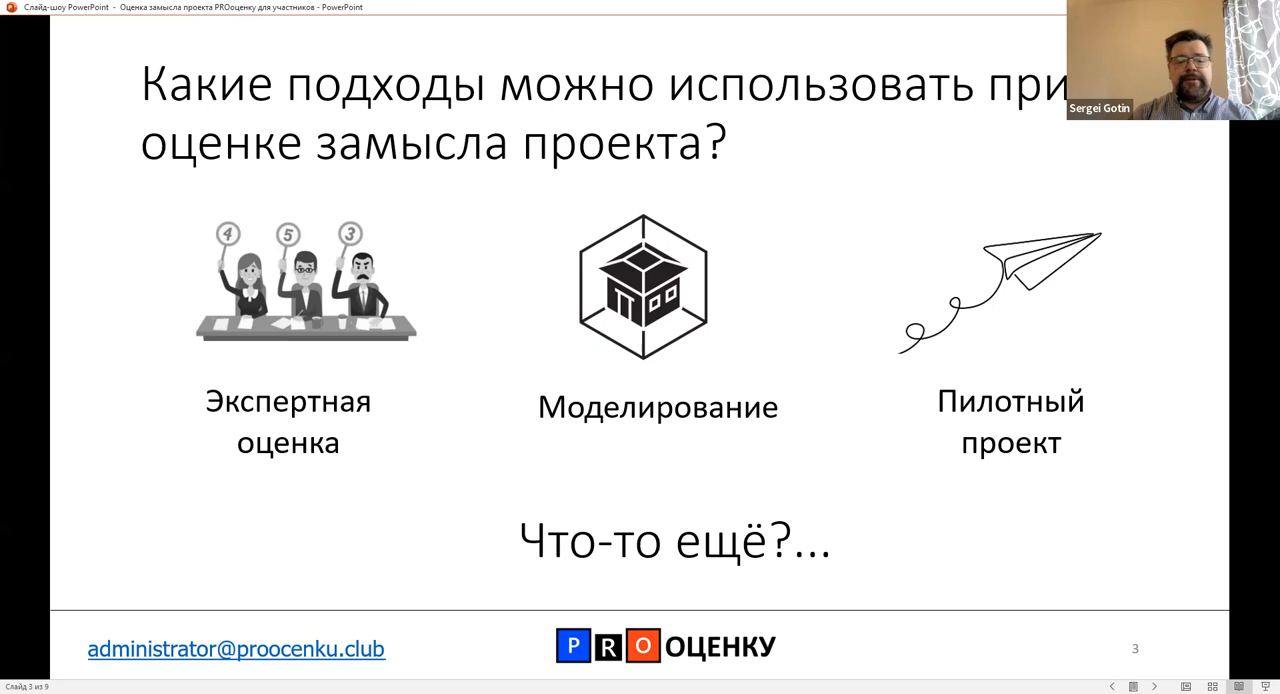 Слайд-шоу PowerPoint - Оценка замысла проекта PROоценку для участников - PowerPoint
Какие подходы можно использовать при
оценке замысла проекта?
Sergei Gotin
4 5 3
Экспертная
оценка
Моделирование
Пилотный
проект
Что-то ещё?...
administrator@proocenku.club
PRO ОЦЕНКУ
3
Слайд 3 из 9